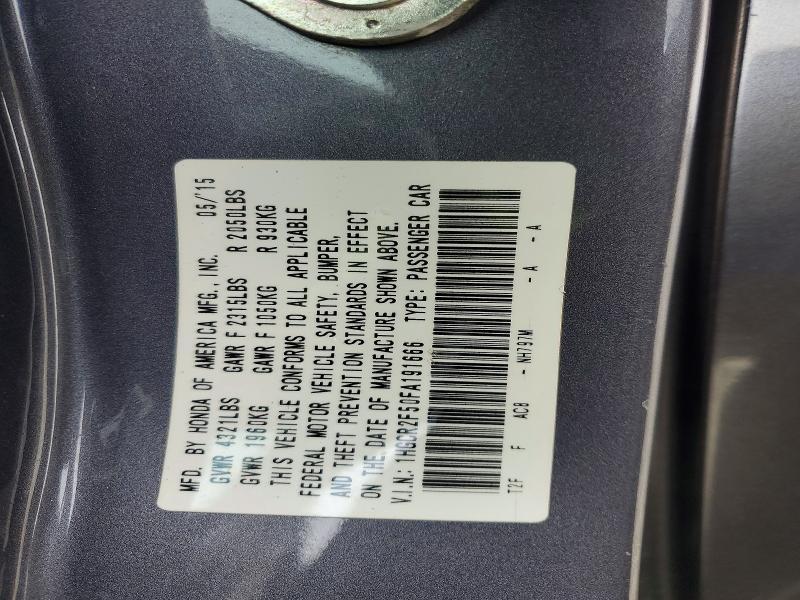 MFD. BY HONDA OF AMERICA MFG., INC. 05/'15
GVWR 4321LBS GAWR F 2315LBS R 2050LBS
GVWR 1960KG GAWR F 1050KG R 930KG
THIS VEHICLE CONFORMS TO ALL APPLICABLE
FEDERAL MOTOR VEHICLE SAFETY, BUMPER,
AND THEFT PREVENTION STANDARDS IN EFFECT
ON THE DATE OF MANUFACTURE SHOWN ABOVE.
V.I.N.: 1HGCR2F50FA191666 TYPE: PASSENGER CAR
T2F F AC8 - NH797M - A - A